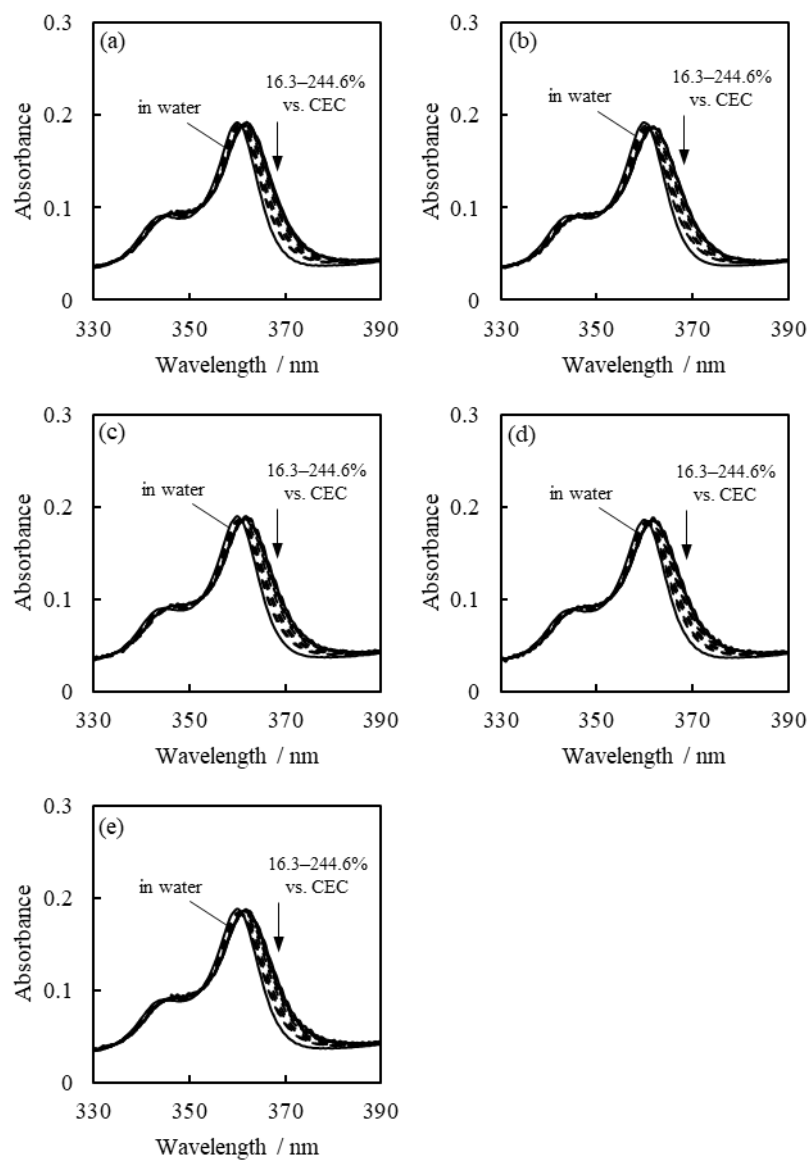 0.3
(a)
16.3–244.6%
vs. CEC
in water
0.2
Absorbance
0.1
0
330
350
370
390
Wavelength / nm
0.3
(b)
16.3–244.6%
vs. CEC
in water
0.2
Absorbance
0.1
0
330
350
370
390
Wavelength / nm
0.3
(c)
16.3–244.6%
vs. CEC
in water
0.2
Absorbance
0.1
0
330
350
370
390
Wavelength / nm
0.3
(d)
16.3–244.6%
vs. CEC
in water
0.2
Absorbance
0.1
0
330
350
370
390
Wavelength / nm
0.3
(e)
16.3–244.6%
vs. CEC
in water
0.2
Absorbance
0.1
0
330
350
370
390
Wavelength / nm